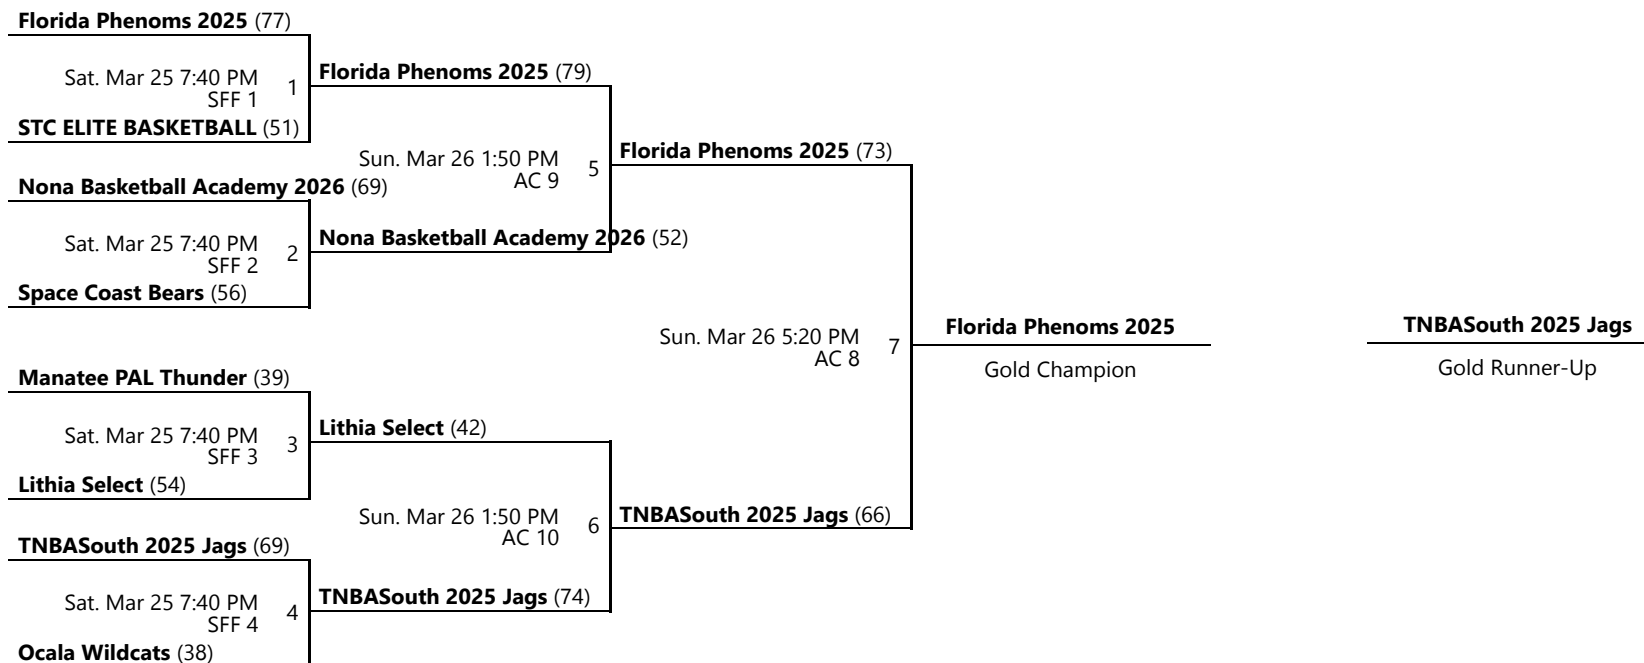 Florida Phenoms 2025 (77)
Sat. Mar 25 7:40 PM
SFF 1
1
STC ELITE BASKETBALL (51)
Nona Basketball Academy 2026 (69)
Sat. Mar 25 7:40 PM
SFF 2
2
Space Coast Bears (56)
Manatee PAL Thunder (39)
Sat. Mar 25 7:40 PM
SFF 3
3
Lithia Select (54)
TNBASouth 2025 Jags (69)
Sat. Mar 25 7:40 PM
SFF 4
4
Ocala Wildcats (38)
Florida Phenoms 2025 (79)
Sun. Mar 26 1:50 PM
AC 9
5
Nona Basketball Academy 2026 (52)
Lithia Select (42)
Sun. Mar 26 1:50 PM
AC 10
6
TNBASouth 2025 Jags (74)
Florida Phenoms 2025 (73)
Sun. Mar 26 5:20 PM
AC 8
7
TNBASouth 2025 Jags (66)
Florida Phenoms 2025
Gold Champion
TNBASouth 2025 Jags
Gold Runner-Up